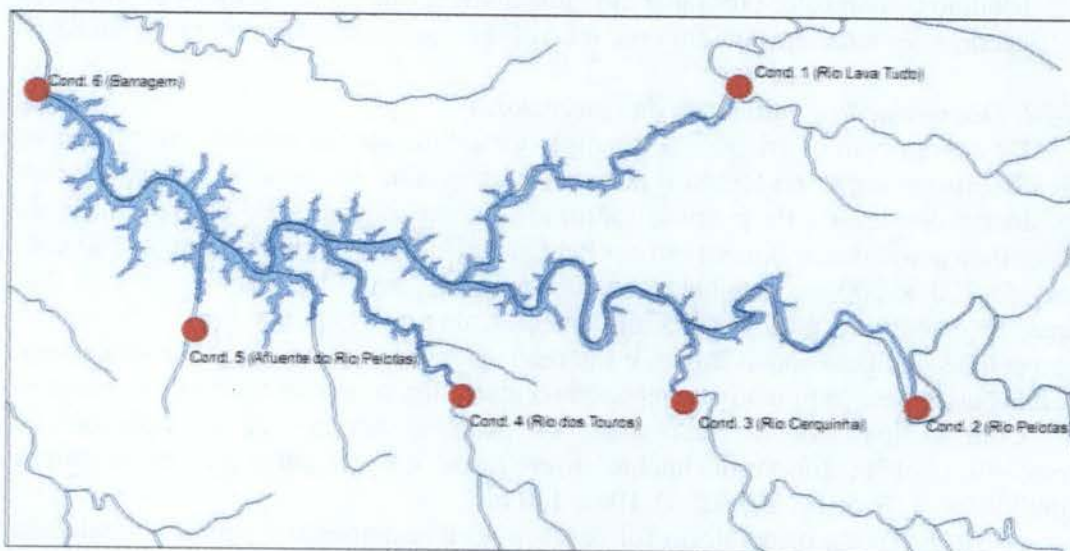 Cond. 6 (Barragem)
Cond. 1 (Rio Lava Tudo)
Cond. 5 (Afluente do Rio Pelotas)
Cond. 4 (Rio dos Touros)
Cond. 3 (Rio Cerquinha)
Cond. 2 (Rio Pelotas)